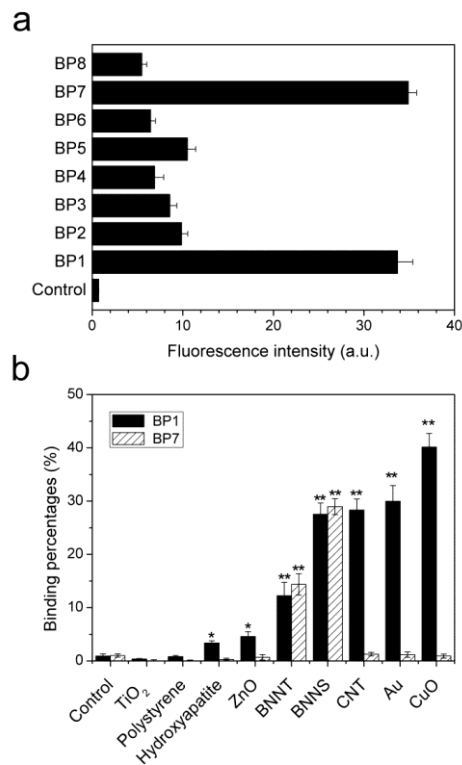 a
BP8
BP7
BP6
BP5
BP4
BP3
BP2
BP1
Control
0 10 20 30 40
Fluorescence intensity (a.u.)
b
Binding percentages (%)
50
40
30
20
10
0
BP1
BP7
* * ** ** ** ** ** ** **
Control TiO₂ Polystyrene Hydroxyapatite ZnO BNNT BNNS CNT Au CuO